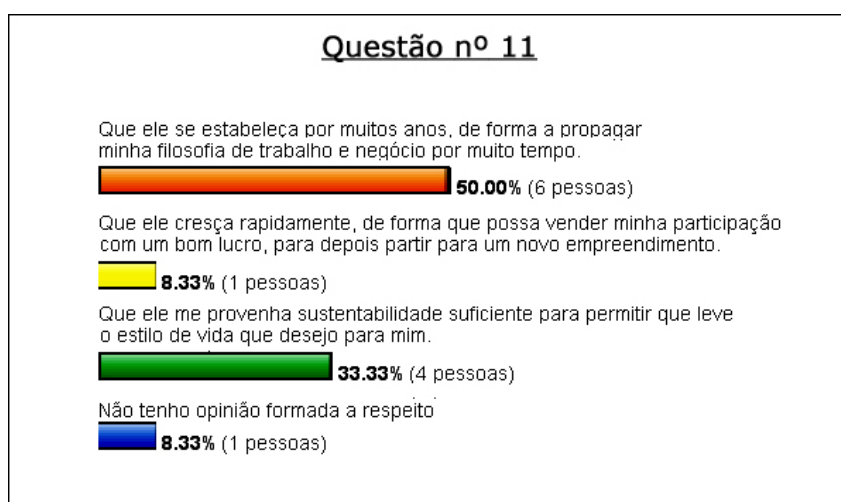 Questão nº 11
Que ele se estabeleça por muitos anos, de forma a propagar
minha filosofia de trabalho e negócio por muito tempo.
50.00% (6 pessoas)
Que ele cresça rapidamente, de forma que possa vender minha participação
com um bom lucro, para depois partir para um novo empreendimento.
8.33% (1 pessoas)
Que ele me provenha sustentabilidade suficiente para permitir que leve
o estilo de vida que desejo para mim.
33.33% (4 pessoas)
Não tenho opinião formada a respeito
8.33% (1 pessoas)